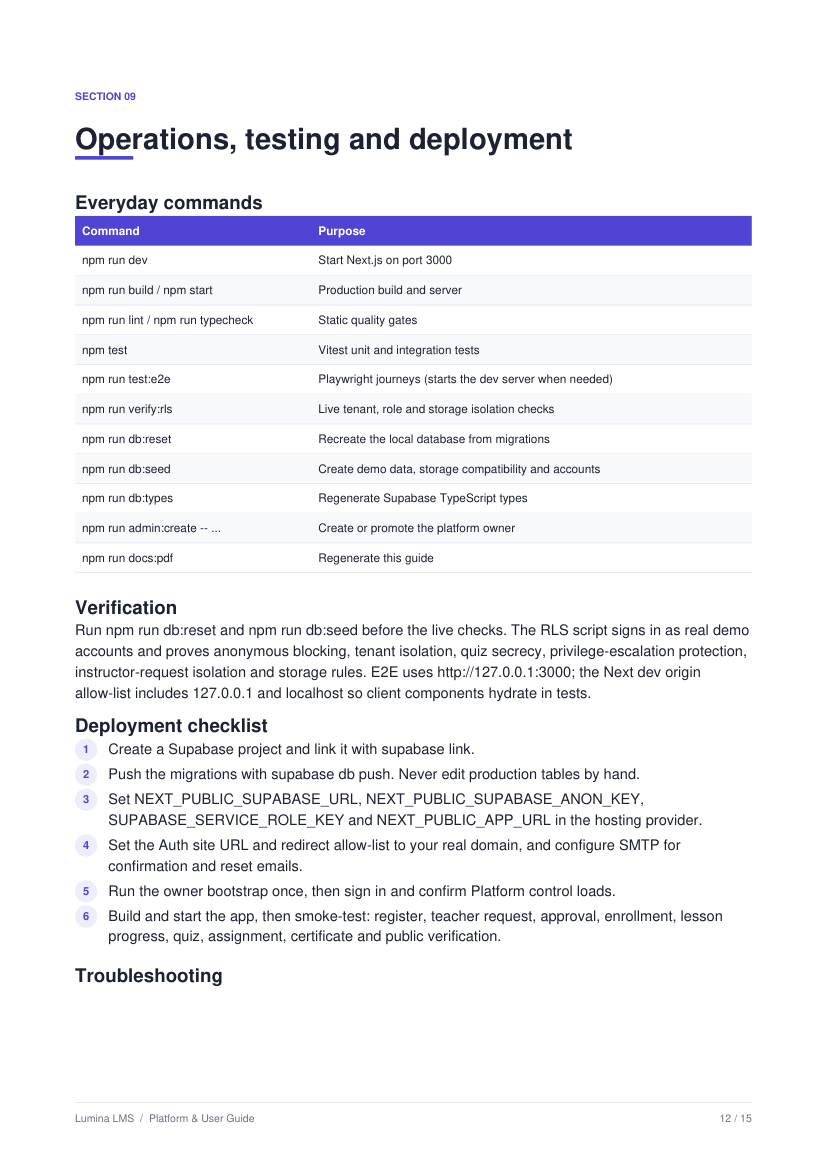 SECTION 09
Operations, testing and deployment
Everyday commands
Command Purpose
npm run dev Start Next.js on port 3000
npm run build / npm start Production build and server
npm run lint / npm run typecheck Static quality gates
npm test Vitest unit and integration tests
npm run test:e2e Playwright journeys (starts the dev server when needed)
npm run verify:rls Live tenant, role and storage isolation checks
npm run db:reset Recreate the local database from migrations
npm run db:seed Create demo data, storage compatibility and accounts
npm run db:types Regenerate Supabase TypeScript types
npm run admin:create -- ... Create or promote the platform owner
npm run docs:pdf Regenerate this guide
Verification
Run npm run db:reset and npm run db:seed before the live checks. The RLS script signs in as real demo
accounts and proves anonymous blocking, tenant isolation, quiz secrecy, privilege-escalation protection,
instructor-request isolation and storage rules. E2E uses http://127.0.0.1:3000; the Next dev origin
allow-list includes 127.0.0.1 and localhost so client components hydrate in tests.
Deployment checklist
1 Create a Supabase project and link it with supabase link.
2 Push the migrations with supabase db push. Never edit production tables by hand.
3 Set NEXT_PUBLIC_SUPABASE_URL, NEXT_PUBLIC_SUPABASE_ANON_KEY,
SUPABASE_SERVICE_ROLE_KEY and NEXT_PUBLIC_APP_URL in the hosting provider.
4 Set the Auth site URL and redirect allow-list to your real domain, and configure SMTP for
confirmation and reset emails.
5 Run the owner bootstrap once, then sign in and confirm Platform control loads.
6 Build and start the app, then smoke-test: register, teacher request, approval, enrollment, lesson
progress, quiz, assignment, certificate and public verification.
Troubleshooting
Lumina LMS / Platform & User Guide 12 / 15